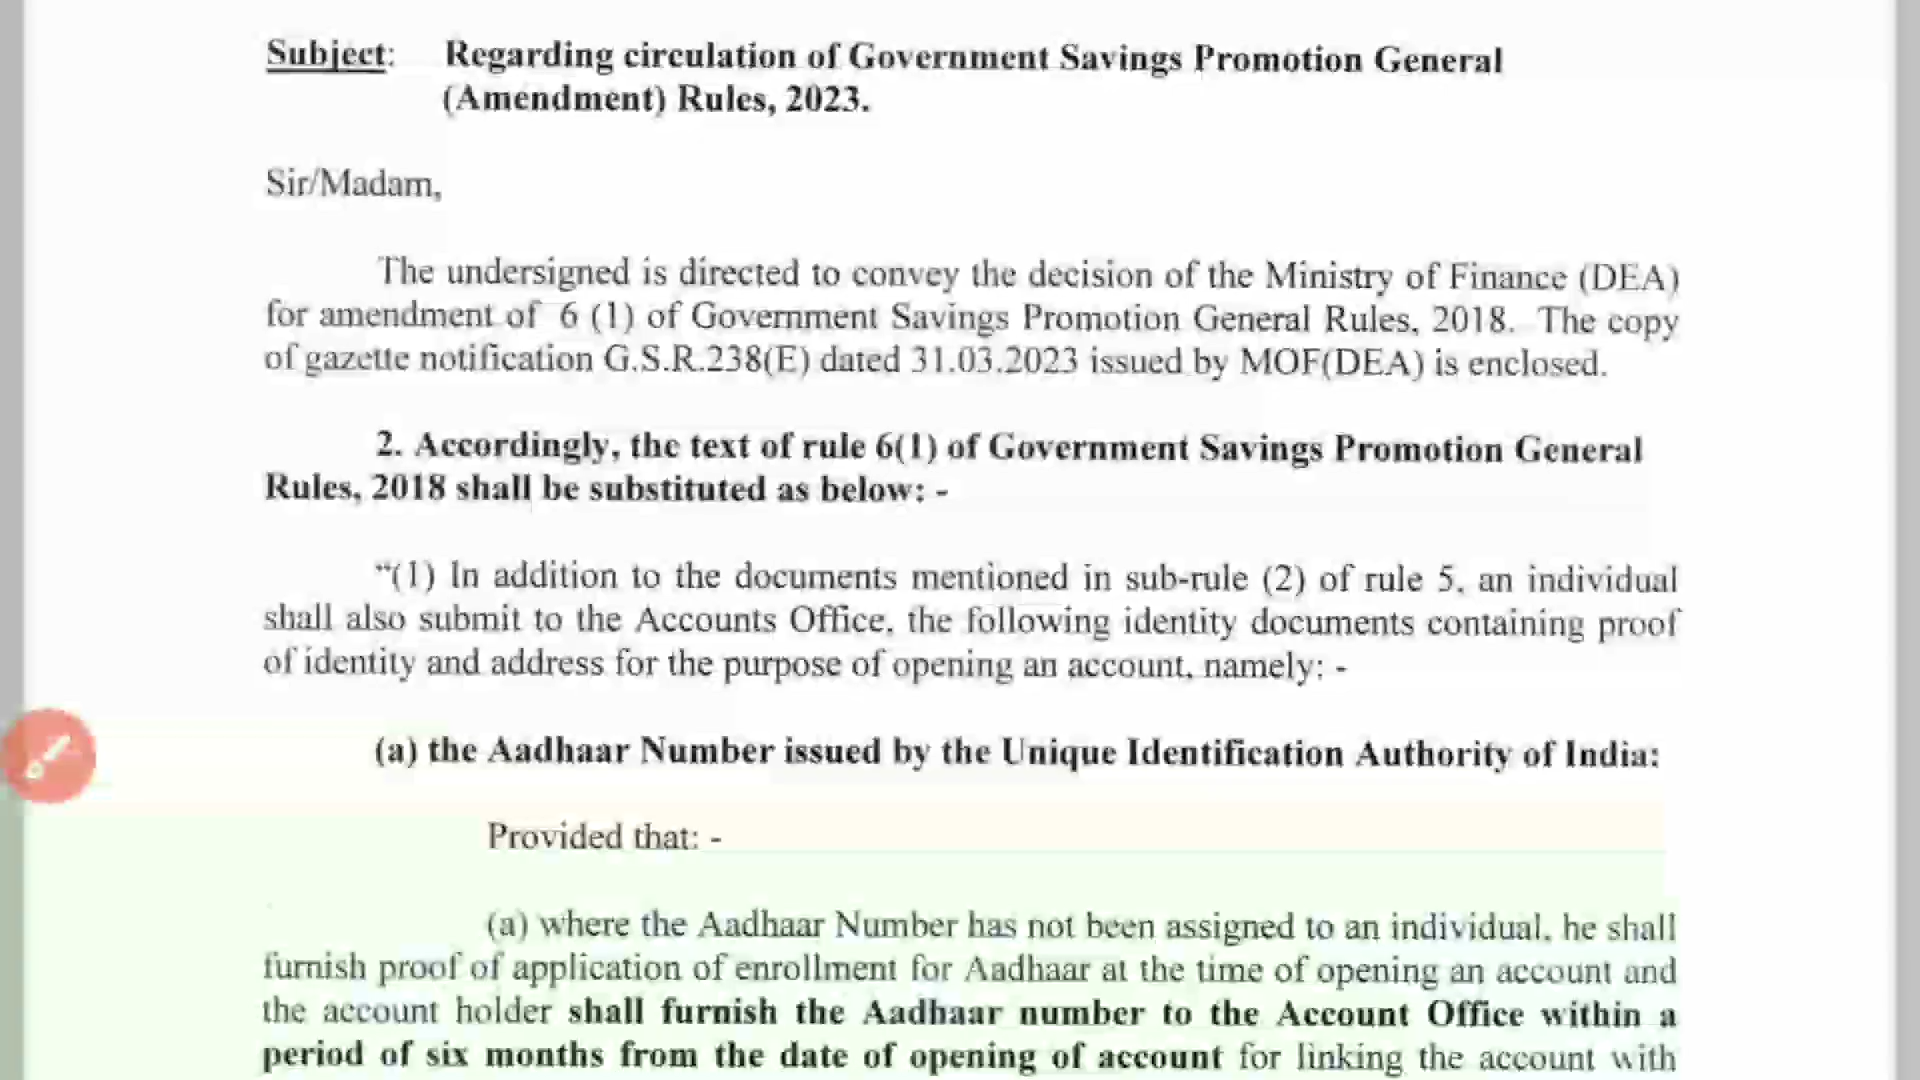 Subject: Regarding circulation of Government Savings Promotion General
(Amendment) Rules, 2023.
Sir/Madam,
The undersigned is directed to convey the decision of the Ministry of Finance (DEA)
for amendment of 6 (1) of Government Savings Promotion General Rules, 2018. The copy
of gazette notification G.S.R.238(E) dated 31.03.2023 issued by MOF(DEA) is enclosed.
2. Accordingly, the text of rule 6(1) of Government Savings Promotion General
Rules, 2018 shall be substituted as below: -
“(1) In addition to the documents mentioned in sub-rule (2) of rule 5, an individual
shall also submit to the Accounts Office, the following identity documents containing proof
of identity and address for the purpose of opening an account, namely: -
(a) the Aadhaar Number issued by the Unique Identification Authority of India:
Provided that: -
(a) where the Aadhaar Number has not been assigned to an individual, he shall
furnish proof of application of enrollment for Aadhaar at the time of opening an account and
the account holder shall furnish the Aadhaar number to the Account Office within a
period of six months from the date of opening of account for linking the account with